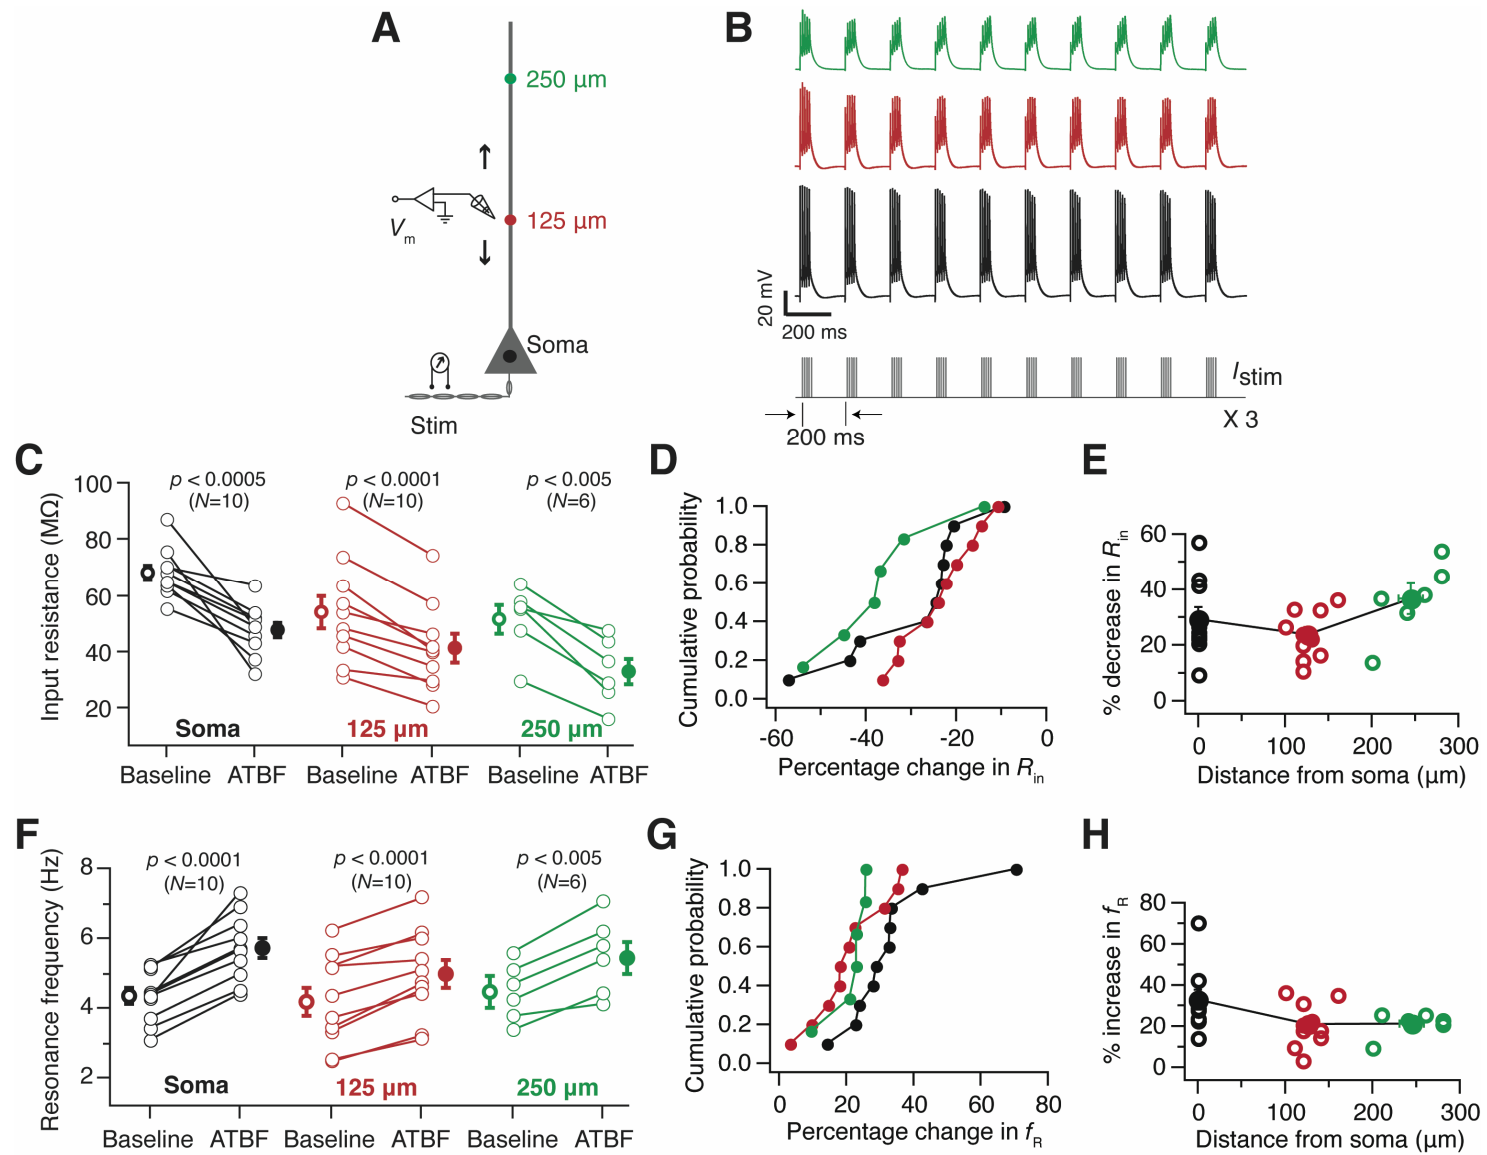 A
250 µm
125 µm
Vm
Soma
Stim
B
20 mV
200 ms
Istim
X 3
200 ms
C
p < 0.0005
(N=10)
p < 0.0001
(N=10)
p < 0.005
(N=6)
Input resistance (MΩ)
100
80
60
40
20
Soma
125 µm
250 µm
Baseline ATBF Baseline ATBF Baseline ATBF
D
Cumulative probability
1.0
0.8
0.6
0.4
0.2
0.0
-60 -40 -20 0
Percentage change in Rin
E
% decrease in Rin
60
40
20
0
0 100 200 300
Distance from soma (µm)
F
p < 0.0001
(N=10)
p < 0.0001
(N=10)
p < 0.005
(N=6)
Resonance frequency (Hz)
8
6
4
2
Soma
125 µm
250 µm
Baseline ATBF Baseline ATBF Baseline ATBF
G
Cumulative probability
1.0
0.8
0.6
0.4
0.2
0.0
0 20 40 60 80
Percentage change in fR
H
% increase in fR
80
60
40
20
0
0 100 200 300
Distance from soma (µm)